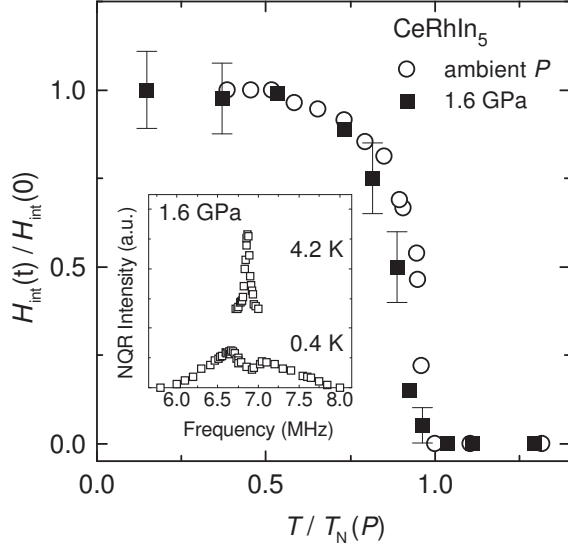 CeRhIn5
ambient P
1.6 GPa
1.0
0.5
0.0
Hint(t) / Hint(0)
1.6 GPa
4.2 K
0.4 K
NQR Intensity (a.u.)
6.0 6.5 7.0 7.5 8.0
Frequency (MHz)
0.0 0.5 1.0
T / TN(P)